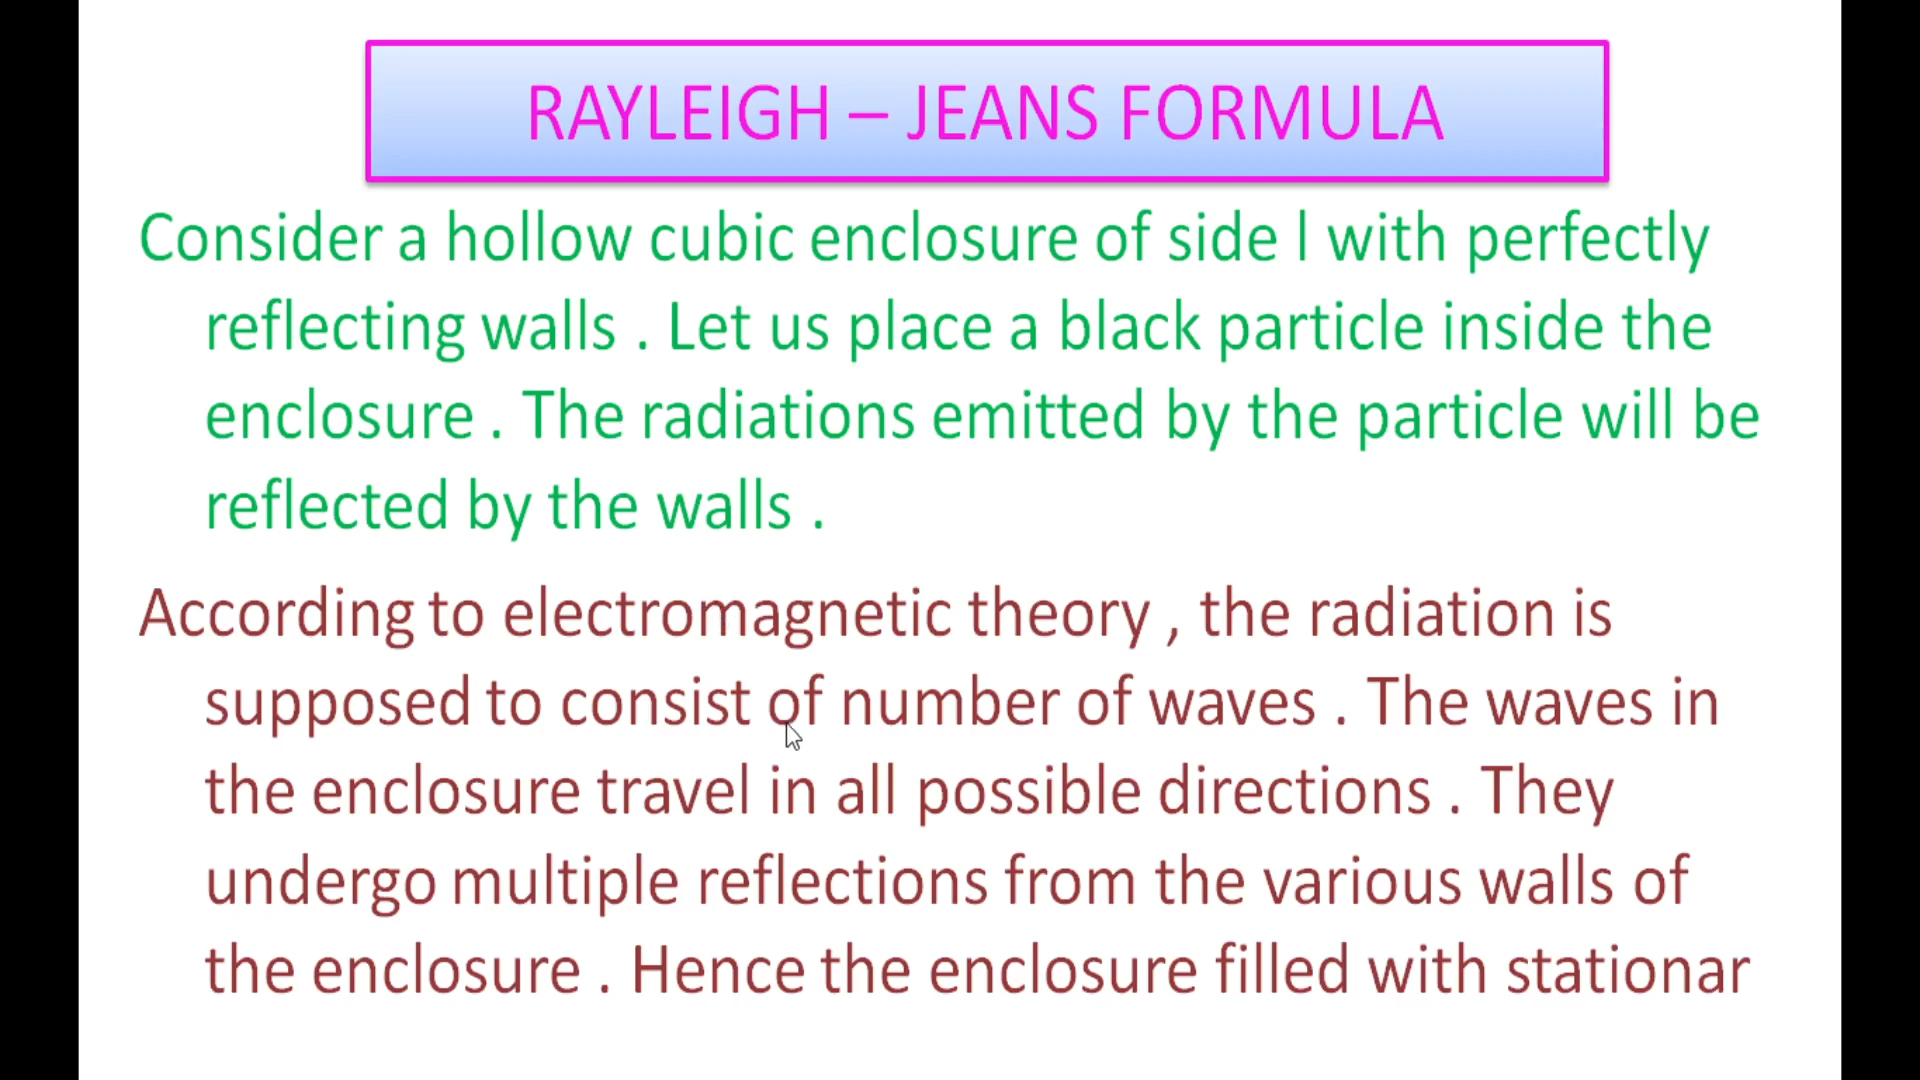 RAYLEIGH – JEANS FORMULA
Consider a hollow cubic enclosure of side l with perfectly
reflecting walls . Let us place a black particle inside the
enclosure . The radiations emitted by the particle will be
reflected by the walls .
According to electromagnetic theory , the radiation is
supposed to consist of number of waves . The waves in
the enclosure travel in all possible directions . They
undergo multiple reflections from the various walls of
the enclosure . Hence the enclosure filled with stationar